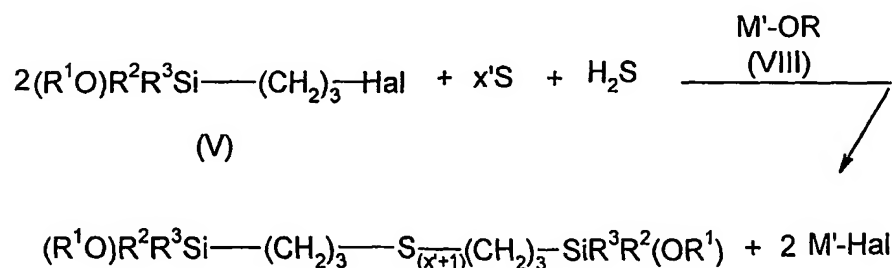 M'-OR
(VIII)
2(R¹O)R²R³Si—(CH₂)₃—Hal + x'S + H₂S
(V)
(R¹O)R²R³Si—(CH₂)₃—S₍ₓ'₊₁₎(CH₂)₃—SiR³R²(OR¹) + 2 M'-Hal